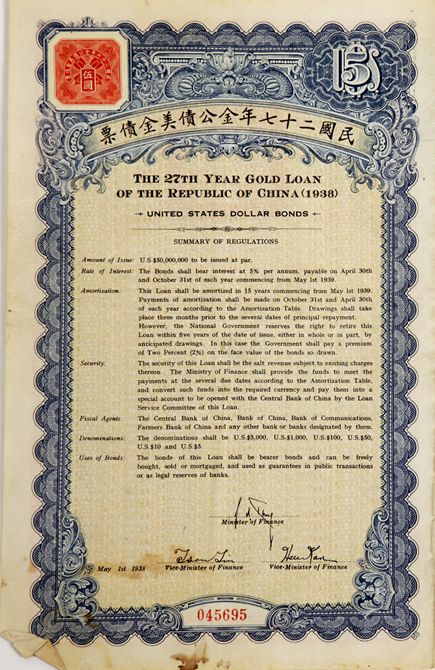 伍圓
$5
票債金美債公金年七十二國民
THE 27TH YEAR GOLD LOAN
OF THE REPUBLIC OF CHINA (1938)
UNITED STATES DOLLAR BONDS
SUMMARY OF REGULATIONS
Amount of Issue: U.S.$50,000,000 to be issued at par.
Rate of Interest: The Bonds shall bear interest at 5% per annum, payable on April 30th
and October 31st of each year commencing from May 1st 1939.
Amortization: This Loan shall be amortized in 15 years commencing from May 1st 1939.
Payments of amortization shall be made on October 31st and April 30th
of each year according to the Amortization Table. Drawings shall take
place three months prior to the several dates of principal repayment.
However, the National Government reserves the right to retire this
Loan within five years of the date of issue, either in whole or in part, by
anticipated drawings. In this case the Government shall pay a premium
of Two Percent (2%) on the face value of the bonds so drawn.
Security: The security of this Loan shall be the salt revenue subject to existing charges
thereon. The Ministry of Finance shall provide the funds to meet the
payments at the several due dates according to the Amortization Table,
and convert such funds into the required currency and pay them into a
special account to be opened with the Central Bank of China by the Loan
Service Committee of this Loan.
Fiscal Agents: The Central Bank of China, Bank of China, Bank of Communications,
Farmers Bank of China and any other bank or banks designated by them.
Denominations: The denominations shall be U.S.$5,000, U.S.$1,000, U.S.$100, U.S.$50,
U.S.$10 and U.S.$5.
Uses of Bonds: The bonds of this Loan shall be bearer bonds and can be freely
bought, sold or mortgaged, and used as guarantees in public transactions
or as legal reserves of banks.
Minister of Finance
May 1st 1938
Vice-Minister of Finance
Vice-Minister of Finance
045695